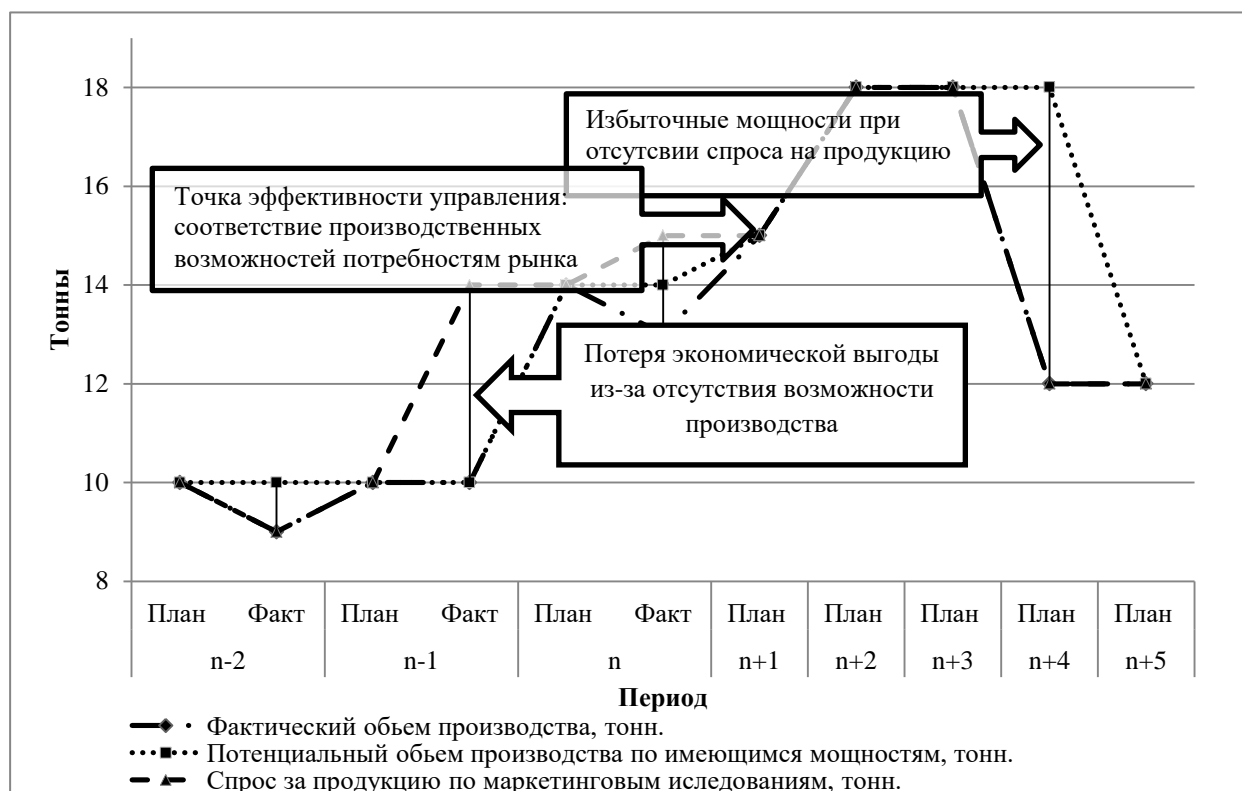 Тонны
18
16
14
12
10
8
Избыточные мощности при
отсутсвии спроса на продукцию
Точка эффективности управления:
соответствие производственных
возможностей потребностям рынка
Потеря экономической выгоды
из-за отсутствия возможности
производства
План Факт План Факт План Факт План План План План План
n-2 n-1 n n+1 n+2 n+3 n+4 n+5
Период
Фактический обьем производства, тонн.
Потенциальный обьем производства по имеющимся мощностям, тонн.
Спрос за продукцию по маркетинговым иследованиям, тонн.